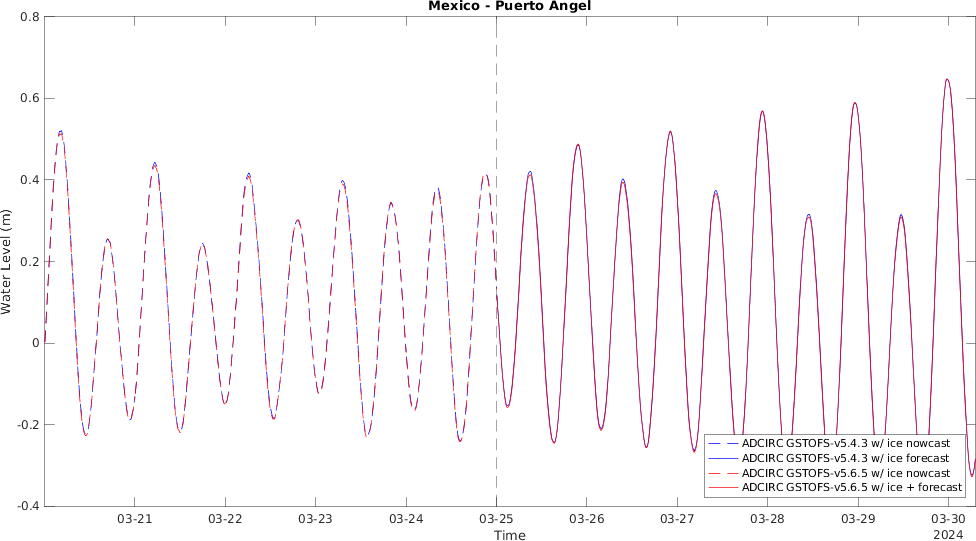 Mexico - Puerto Angel
0.8
0.6
0.4
0.2
0
-0.2
-0.4
Water Level (m)
ADCIRC GSTOFS-v5.4.3 w/ ice nowcast
ADCIRC GSTOFS-v5.4.3 w/ ice forecast
ADCIRC GSTOFS-v5.6.5 w/ ice nowcast
ADCIRC GSTOFS-v5.6.5 w/ ice + forecast
03-21 03-22 03-23 03-24 03-25 03-26 03-27 03-28 03-29 03-30
Time 2024